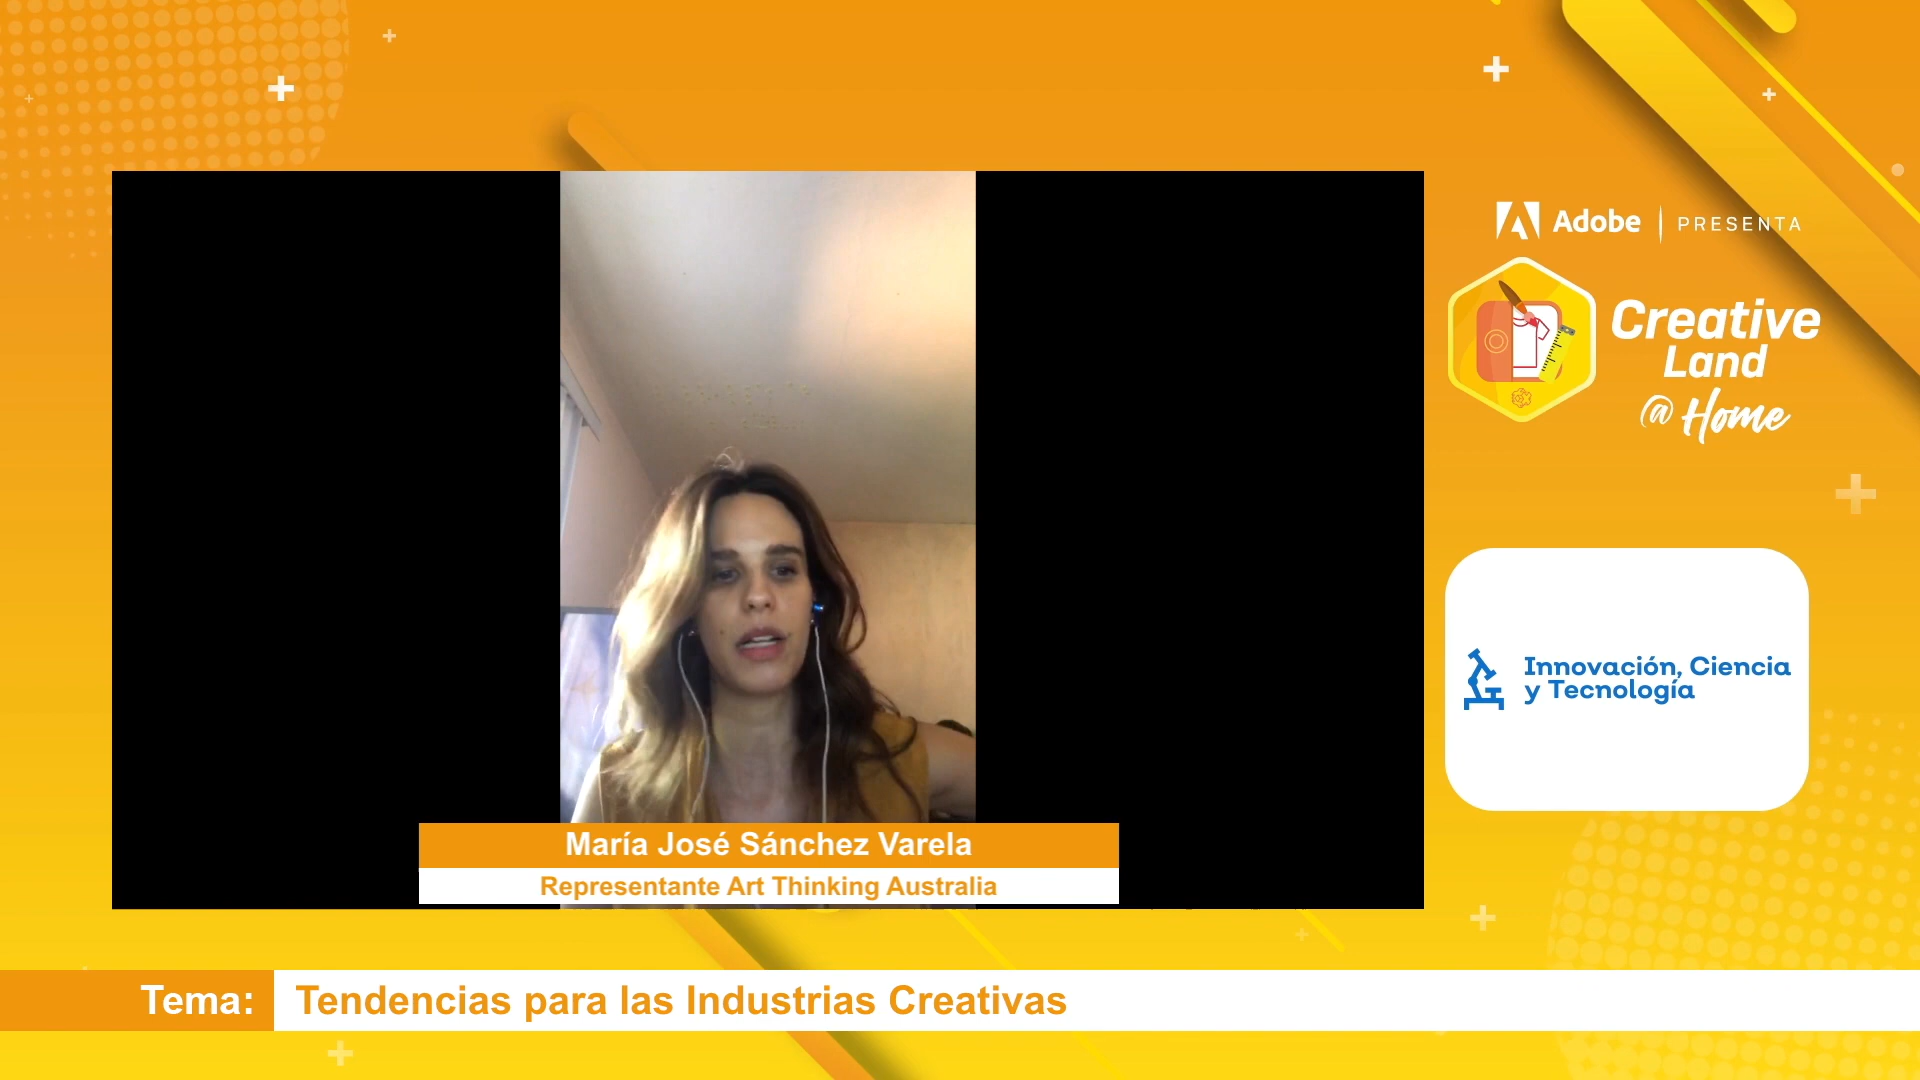 Adobe | PRESENTA
Creative
Land
@ Home
Innovación, Ciencia
y Tecnología
María José Sánchez Varela
Representante Art Thinking Australia
Tema: Tendencias para las Industrias Creativas